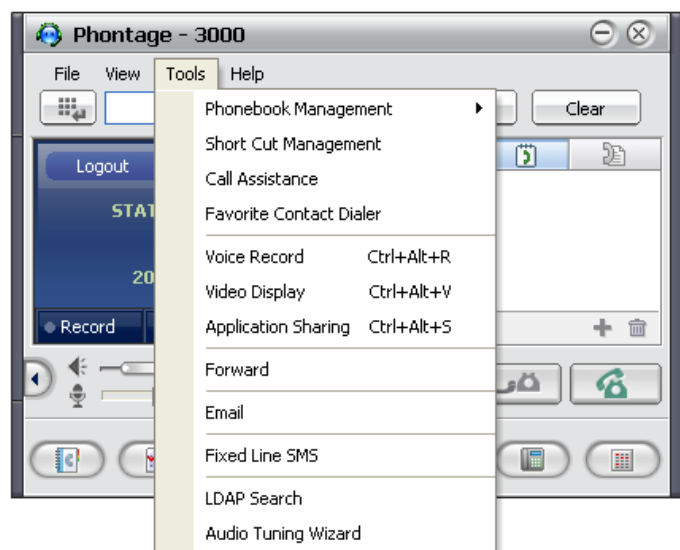 Phontage - 3000
File View Tools Help
Clear
Phonebook Management
Short Cut Management
Logout
Call Assistance
STAT
Favorite Contact Dialer
Voice Record Ctrl+Alt+R
20
Video Display Ctrl+Alt+V
Record
Application Sharing Ctrl+Alt+S
Forward
Email
Fixed Line SMS
LDAP Search
Audio Tuning Wizard